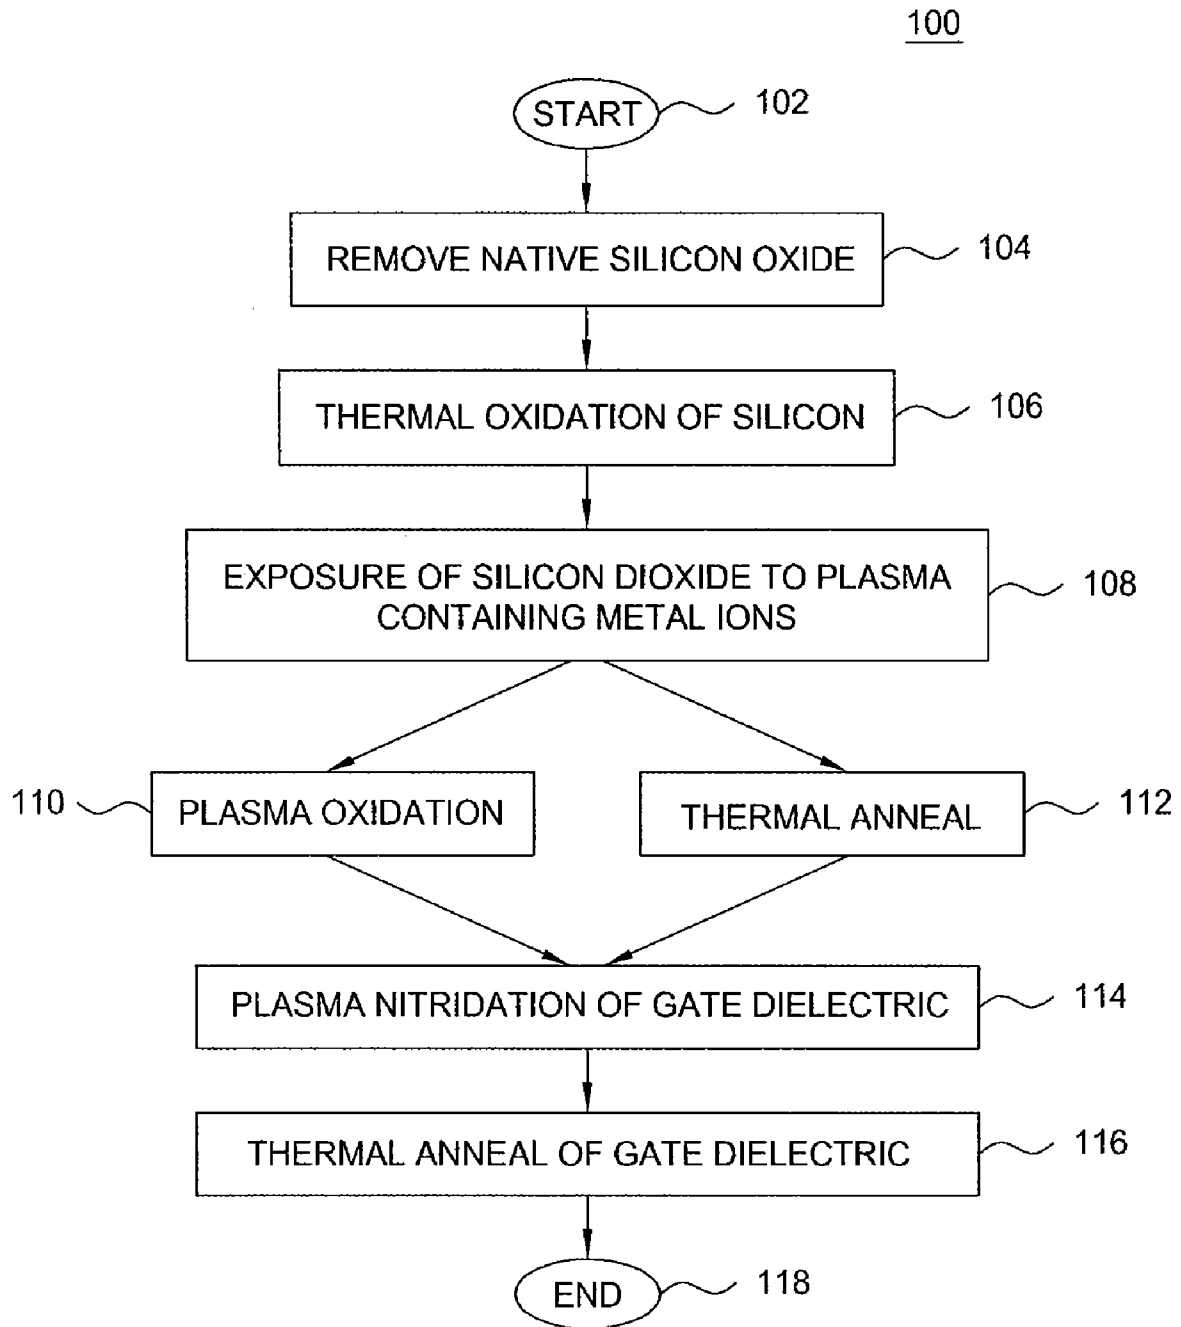 100
START
102
REMOVE NATIVE SILICON OXIDE
104
THERMAL OXIDATION OF SILICON
106
EXPOSURE OF SILICON DIOXIDE TO PLASMA
CONTAINING METAL IONS
108
110
PLASMA OXIDATION
THERMAL ANNEAL
112
PLASMA NITRIDATION OF GATE DIELECTRIC
114
THERMAL ANNEAL OF GATE DIELECTRIC
116
END
118